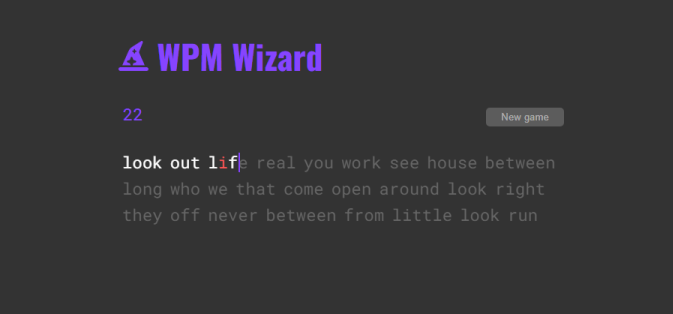 WPM Wizard
22
New game
look out life real you work see house between
long who we that come open around look right
they off never between from little look run